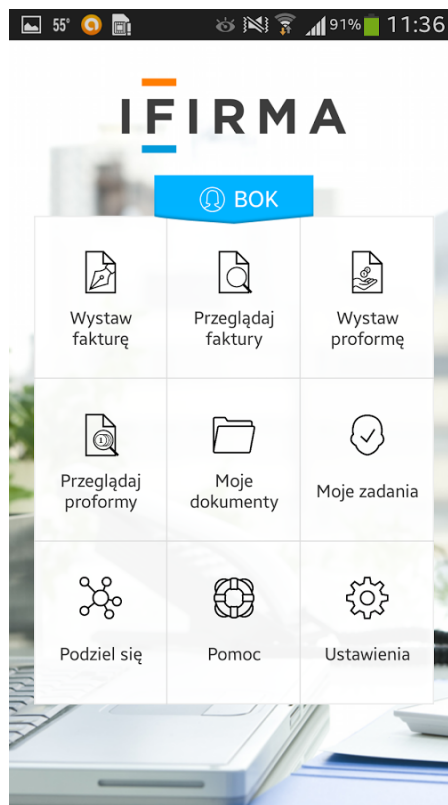 55°
91% 11:36
IFIRMA
BOK
Wystaw
fakturę
Przeglądaj
faktury
Wystaw
proformę
Przeglądaj
proformy
Moje
dokumenty
Moje zadania
Podziel się
Pomoc
Ustawienia